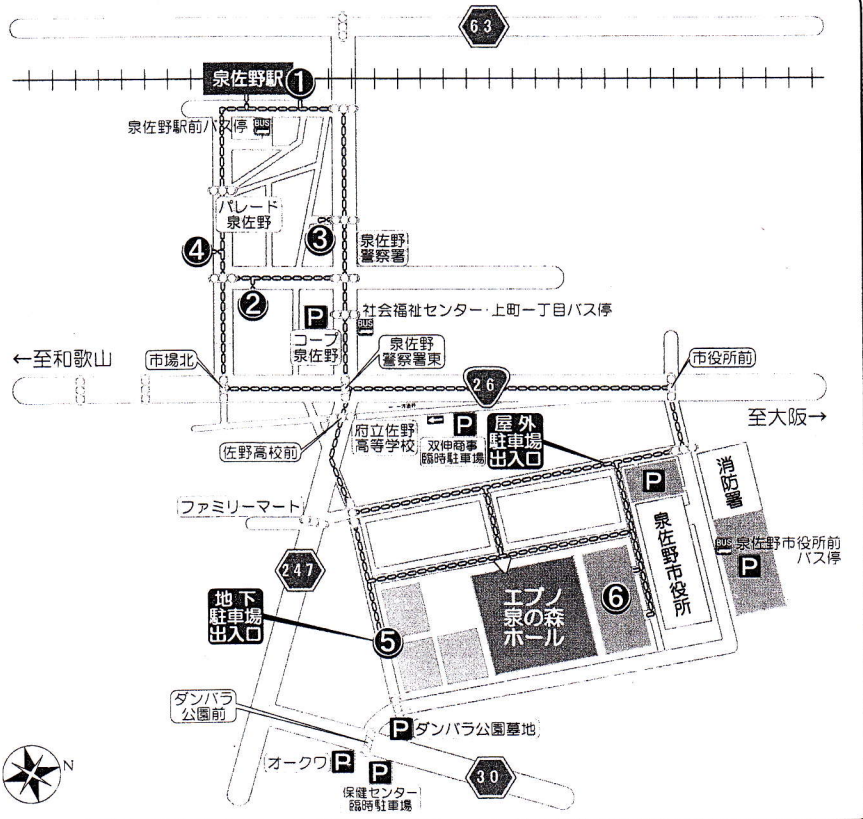 63
泉佐野駅
1
泉佐野駅前バス停
BUS
パレード
泉佐野
3
泉佐野
警察署
4
2
P
社会福祉センター・上町一丁目バス停
BUS
コープ
泉佐野
泉佐野
警察署東
←至和歌山
市場北
市役所前
26
至大阪→
佐野高校前
府立佐野
高等学校
P
双伸商事
臨時駐車場
屋外
駐車場
出入口
消防署
P
ファミリーマート
泉佐野市役所
BUS
泉佐野市役所前
バス停
P
247
地下
駐車場
出入口
エブノ
泉の森
ホール
6
5
ダンバラ
公園前
P
ダンバラ公園墓地
オークワ
P
P
保健センター
臨時駐車場
30
N